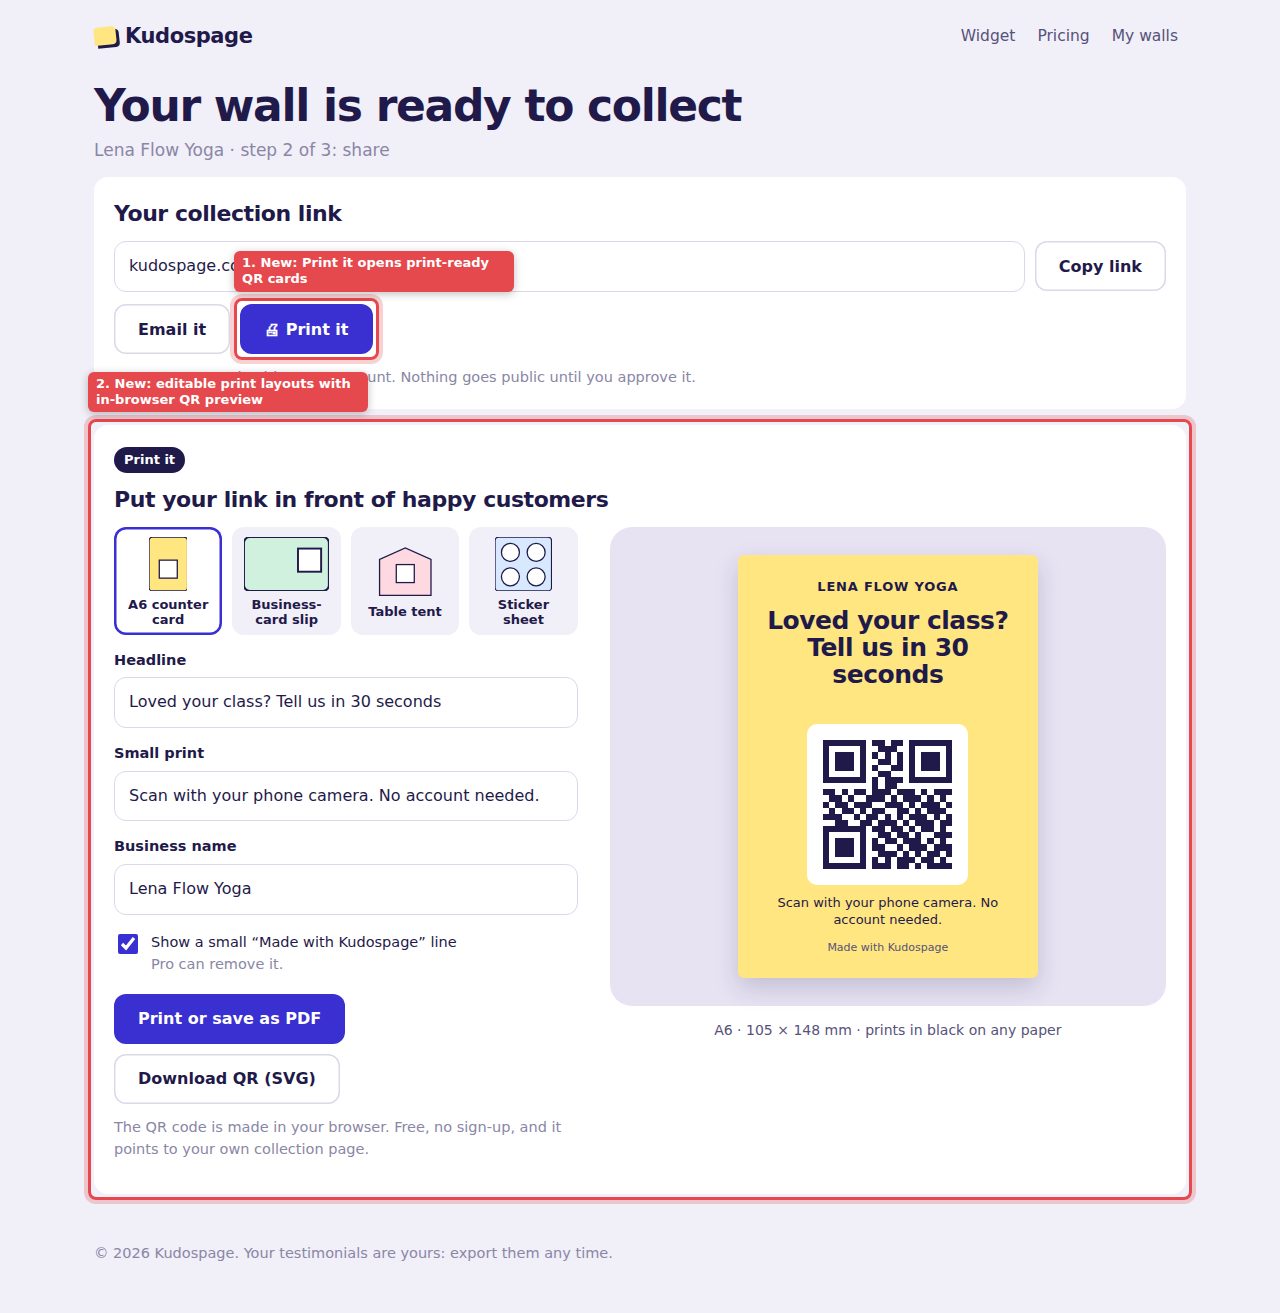 Kudospage
Widget Pricing My walls
Your wall is ready to collect
Lena Flow Yoga · step 2 of 3: share
Your collection link
Copy link
1. New: Print it opens print-ready
QR cards
Email it
🖨 Print it
Nothing goes public until you approve it.
2. New: editable print layouts with
in-browser QR preview
Print it
Put your link in front of happy customers
A6 counter
card
Business-
card slip
Table tent
Sticker
sheet
Headline
Loved your class? Tell us in 30 seconds
Small print
Scan with your phone camera. No account needed.
Business name
Lena Flow Yoga
Show a small “Made with Kudospage” line
Pro can remove it.
Print or save as PDF
Download QR (SVG)
The QR code is made in your browser. Free, no sign-up, and it
points to your own collection page.
LENA FLOW YOGA
Loved your class?
Tell us in 30
seconds
Scan with your phone camera. No
account needed.
Made with Kudospage
A6 · 105 × 148 mm · prints in black on any paper
© 2026 Kudospage. Your testimonials are yours: export them any time.